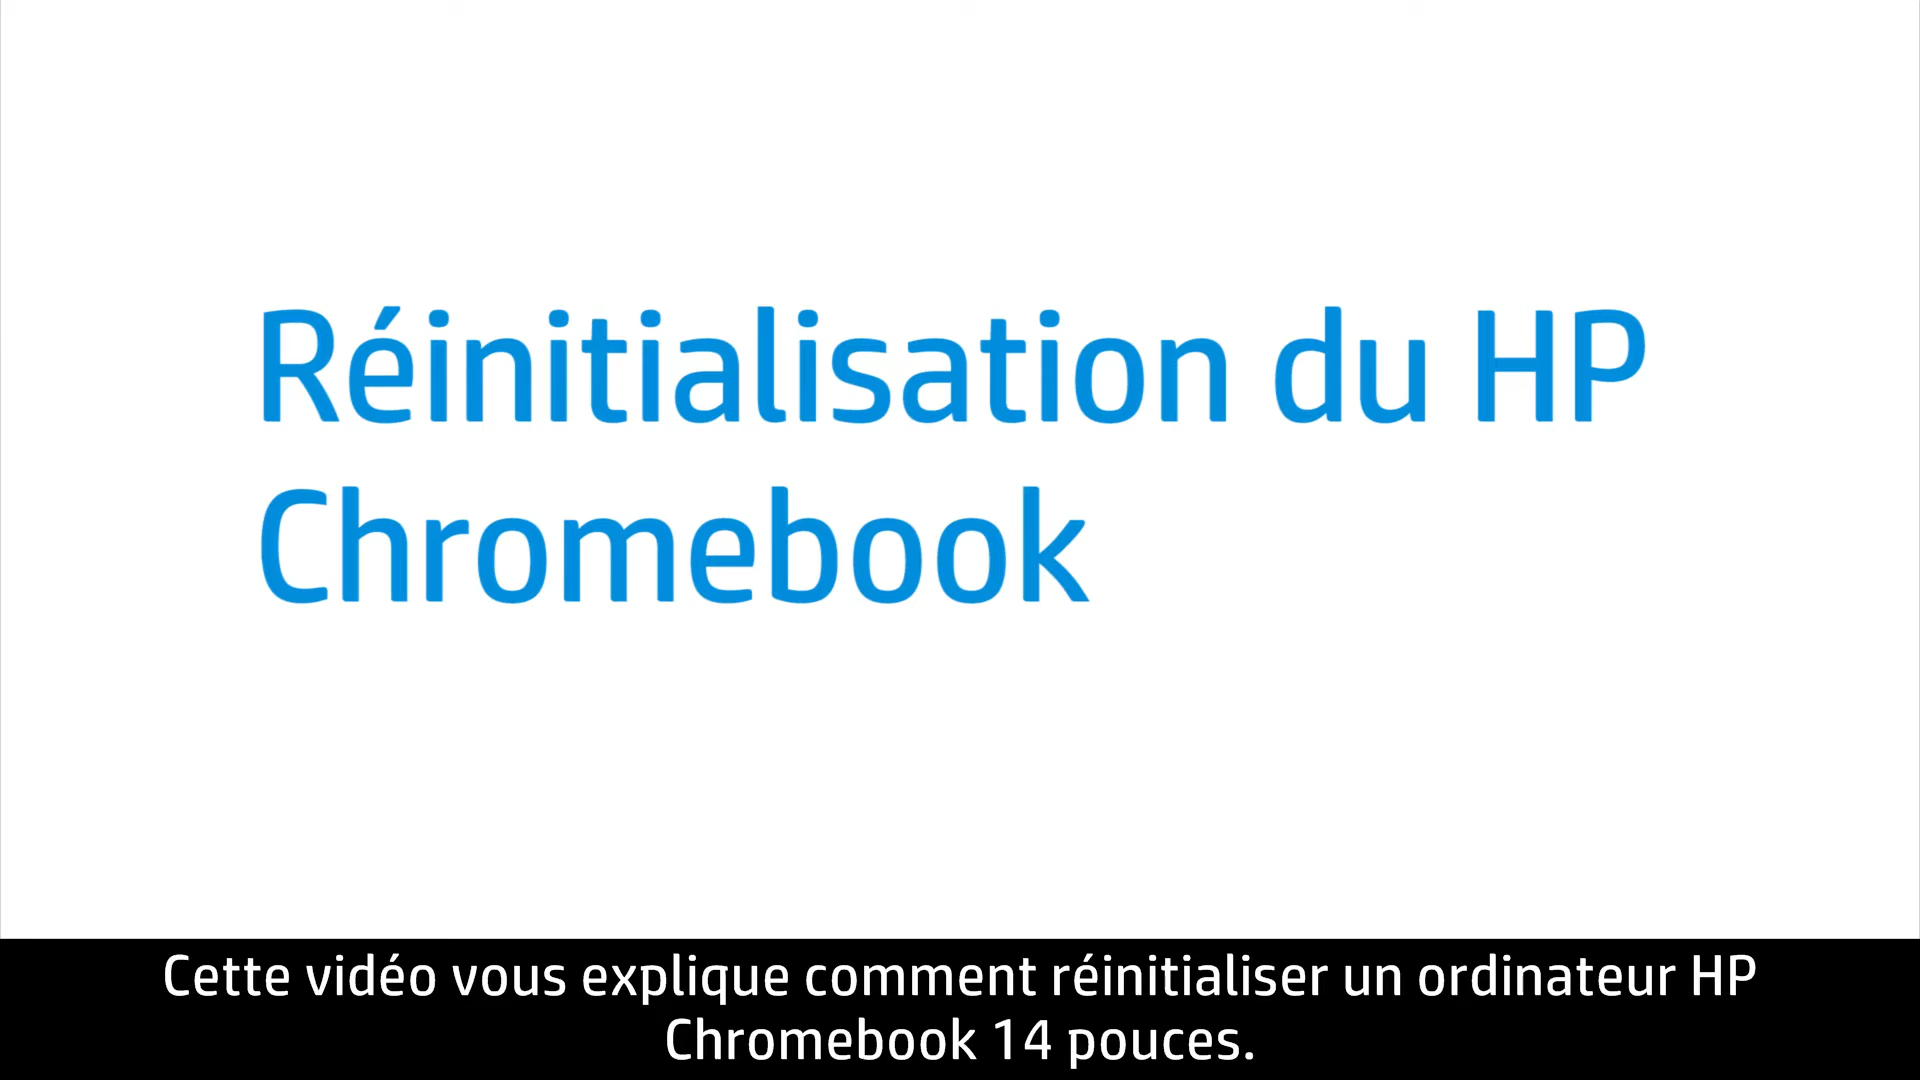 Réinitialisation du HP
Chromebook
Cette vidéo vous explique comment réinitialiser un ordinateur HP
Chromebook 14 pouces.